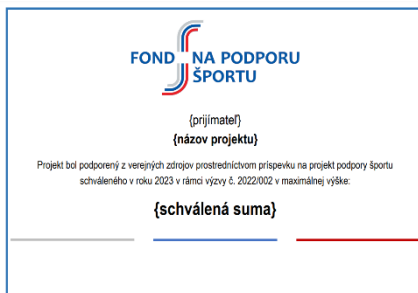 FOND NA PODPORU
ŠPORTU
{prijímateľ}
{názov projektu}
Projekt bol podporený z verejných zdrojov prostredníctvom príspevku na projekt podpory športu
schváleného v roku 2023 v rámci výzvy č. 2022/002 v maximálnej výške:
{schválená suma}